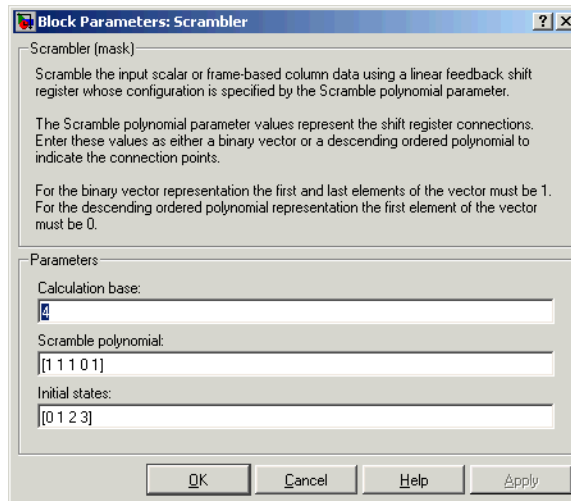 Block Parameters: Scrambler
Scrambler (mask)
Scramble the input scalar or frame-based column data using a linear feedback shift
register whose configuration is specified by the Scramble polynomial parameter.
The Scramble polynomial parameter values represent the shift register connections.
Enter these values as either a binary vector or a descending ordered polynomial to
indicate the connection points.
For the binary vector representation the first and last elements of the vector must be 1.
For the descending ordered polynomial representation the first element of the vector
must be 0.
Parameters
Calculation base:
4
Scramble polynomial:
[1 1 1 0 1]
Initial states:
[0 1 2 3]
OK Cancel Help Apply